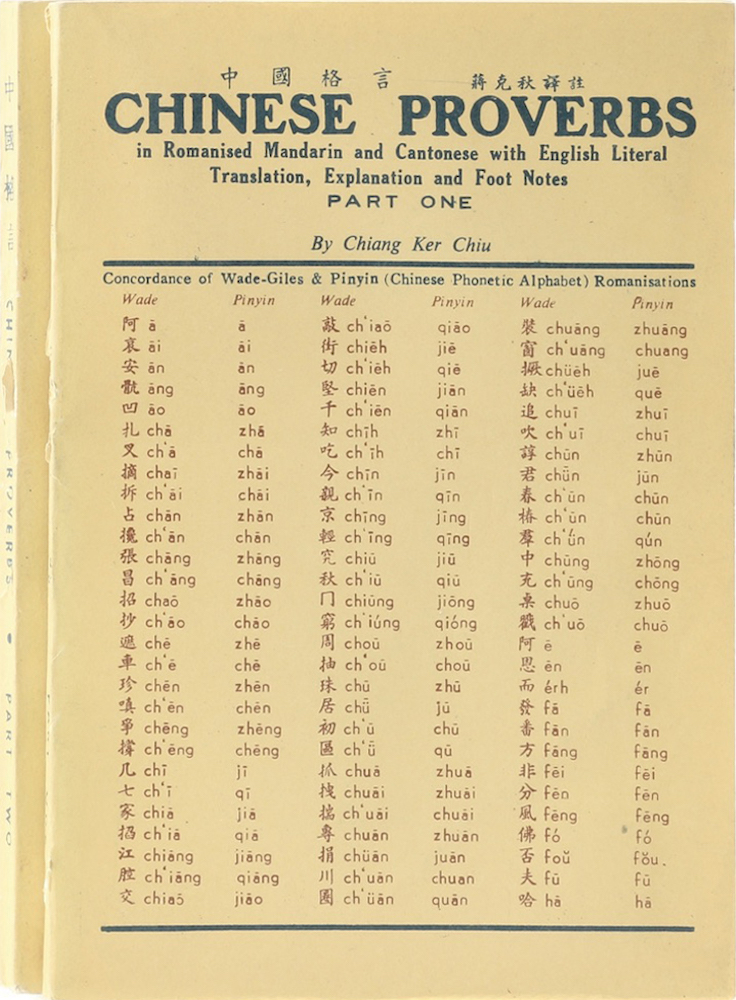 中國格言 蔣克秋譯註
CHINESE PROVERBS
in Romanised Mandarin and Cantonese with English Literal
Translation, Explanation and Foot Notes
PART ONE
By Chiang Ker Chiu
Concordance of Wade-Giles & Pinyin (Chinese Phonetic Alphabet) Romanisations
Wade Pinyin Wade Pinyin Wade Pinyin
阿 ā ā 敲 ch'iaō qiāo 裝 chuāng zhuāng
哀 āi āi 街 chiēh jiē 窗 ch'uāng chuang
安 ān ān 切 ch'iēh qiē 撅 chüēh juē
骯 āng āng 堅 chiēn jiān 缺 ch'üēh quē
凹 āo āo 千 ch'iēn qiān 追 chuī zhuī
扎 chā zhā 知 chīh zhī 吹 ch'uī chuī
叉 ch'ā chā 吃 ch'īh chī 諄 chūn zhūn
摘 chaī zhāi 今 chīn jīn 君 chǖn jūn
拆 ch'āi chāi 親 ch'īn qīn 春 ch'ūn chūn
占 chān zhān 京 chīng jīng 椿 ch'ūn chūn
攙 ch'ān chān 輕 ch'īng qīng 羣 ch'ǘn qún
張 chāng zhāng 究 chiū jiū 中 chūng zhōng
昌 ch'āng chāng 秋 ch'iū qiū 充 ch'ūng chōng
招 chaō zhāo 冂 chiūng jiōng 桌 chuō zhuō
抄 ch'āo chāo 窮 ch'iúng qióng 戳 ch'uō chuō
遮 chē zhē 周 choū zhoū 阿 ē ē
車 ch'ē chē 抽 ch'oū choū 恩 ēn ēn
珍 chēn zhēn 珠 chū zhū 而 érh ér
嗔 ch'ēn chēn 居 chǖ jū 發 fā fā
爭 chēng zhēng 初 ch'ū chū 番 fān fān
撐 ch'ēng chēng 區 ch'ǖ qū 方 fāng fāng
几 chī jī 抓 chuā zhuā 非 fēi fēi
七 ch'ī qī 拽 chuāi zhuāi 分 fēn fēn
家 chiā jiā 揣 ch'uāi chuāi 風 fēng fēng
掐 ch'iā qiā 專 chuān zhuān 佛 fó fó
江 chiāng jiāng 捐 chüān juān 否 foŭ fŏu.
腔 ch'iāng qiāng 川 ch'uān chuan 夫 fū fū
交 chiaō jiāo 圈 ch'üān quān 哈 hā hā
中國格言 CHINESE PROVERBS • PART TWO